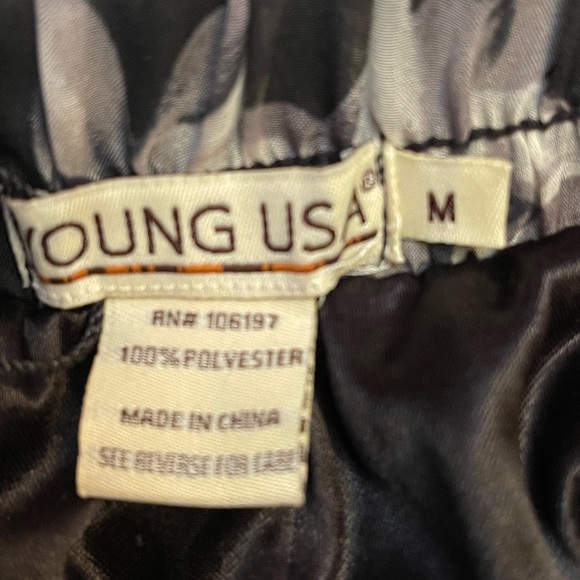 YOUNG USA®
M
RN# 106197
100% POLYESTER
MADE IN CHINA
SEE REVERSE FOR CARE